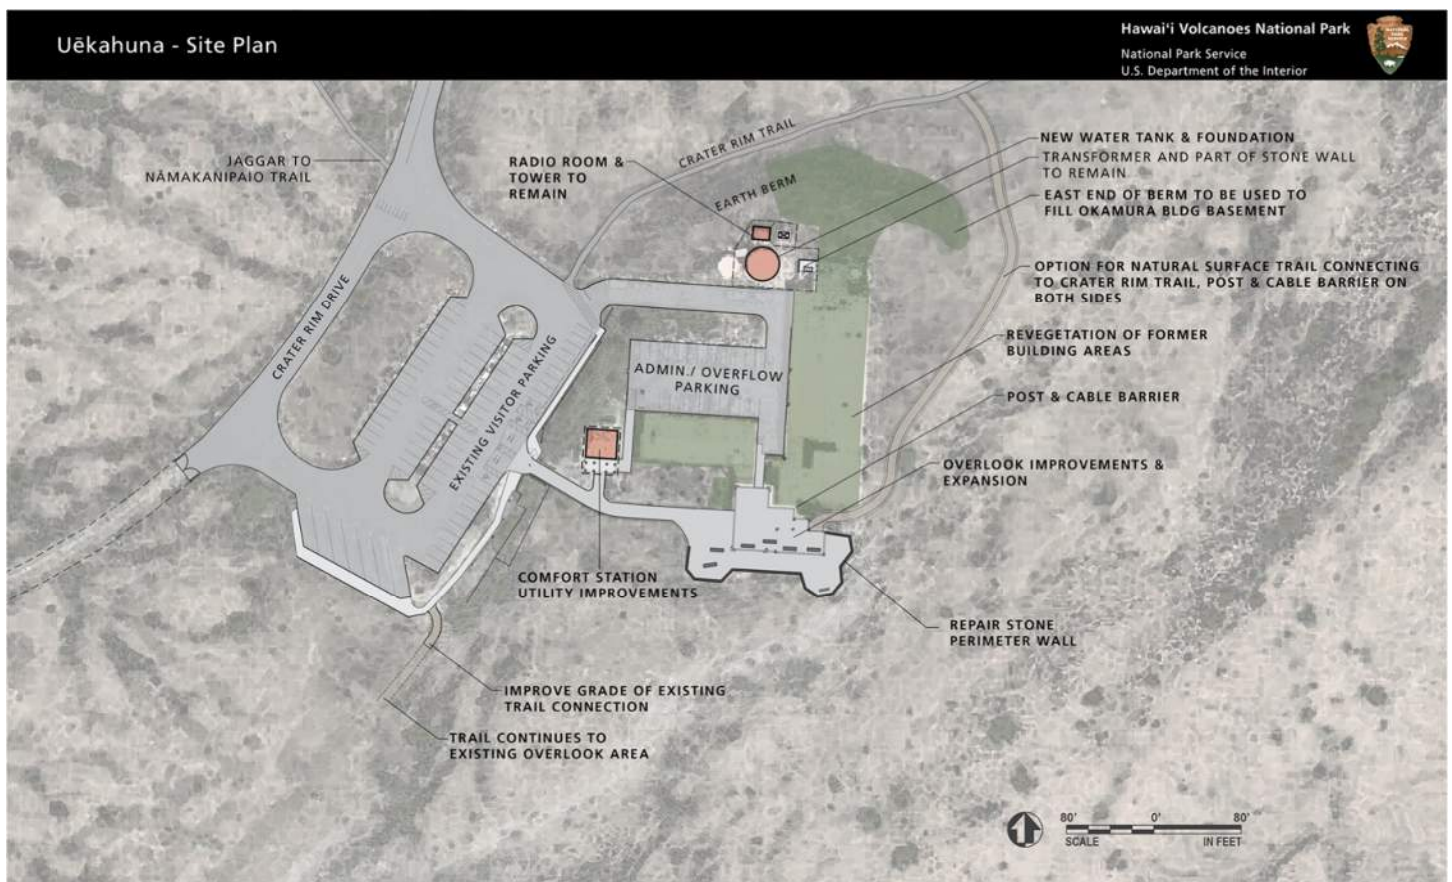 Uēkahuna - Site Plan
Hawaiʻi Volcanoes National Park
National Park Service
U.S. Department of the Interior
JAGGAR TO
NĀMAKANIPAIO TRAIL
RADIO ROOM &
TOWER TO
REMAIN
CRATER RIM TRAIL
EARTH BERM
NEW WATER TANK & FOUNDATION
TRANSFORMER AND PART OF STONE WALL
TO REMAIN
EAST END OF BERM TO BE USED TO
FILL OKAMURA BLDG BASEMENT
OPTION FOR NATURAL SURFACE TRAIL CONNECTING
TO CRATER RIM TRAIL, POST & CABLE BARRIER ON
BOTH SIDES
CRATER RIM DRIVE
EXISTING VISITOR PARKING
ADMIN./ OVERFLOW
PARKING
REVEGETATION OF FORMER
BUILDING AREAS
POST & CABLE BARRIER
OVERLOOK IMPROVEMENTS &
EXPANSION
COMFORT STATION
UTILITY IMPROVEMENTS
REPAIR STONE
PERIMETER WALL
IMPROVE GRADE OF EXISTING
TRAIL CONNECTION
TRAIL CONTINUES TO
EXISTING OVERLOOK AREA
80' 0' 80'
SCALE IN FEET